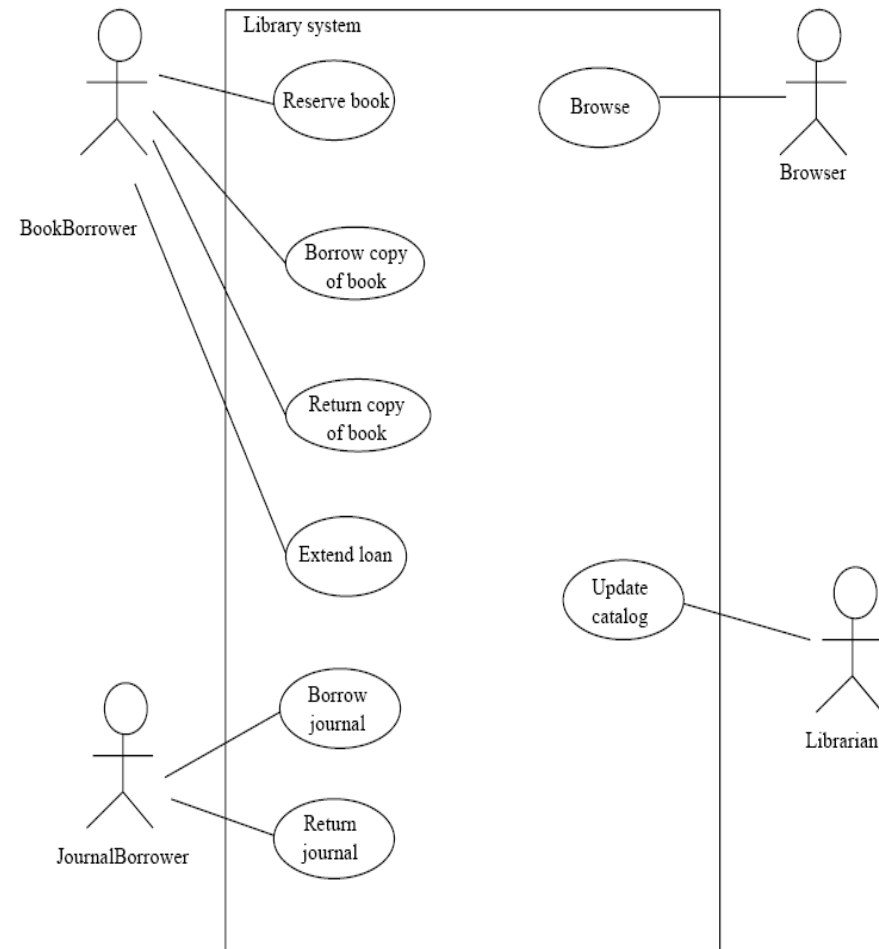 Library system
Reserve book
Browse
Browser
BookBorrower
Borrow copy
of book
Return copy
of book
Extend loan
Update
catalog
Borrow
journal
Librarian
Return
journal
JournalBorrower